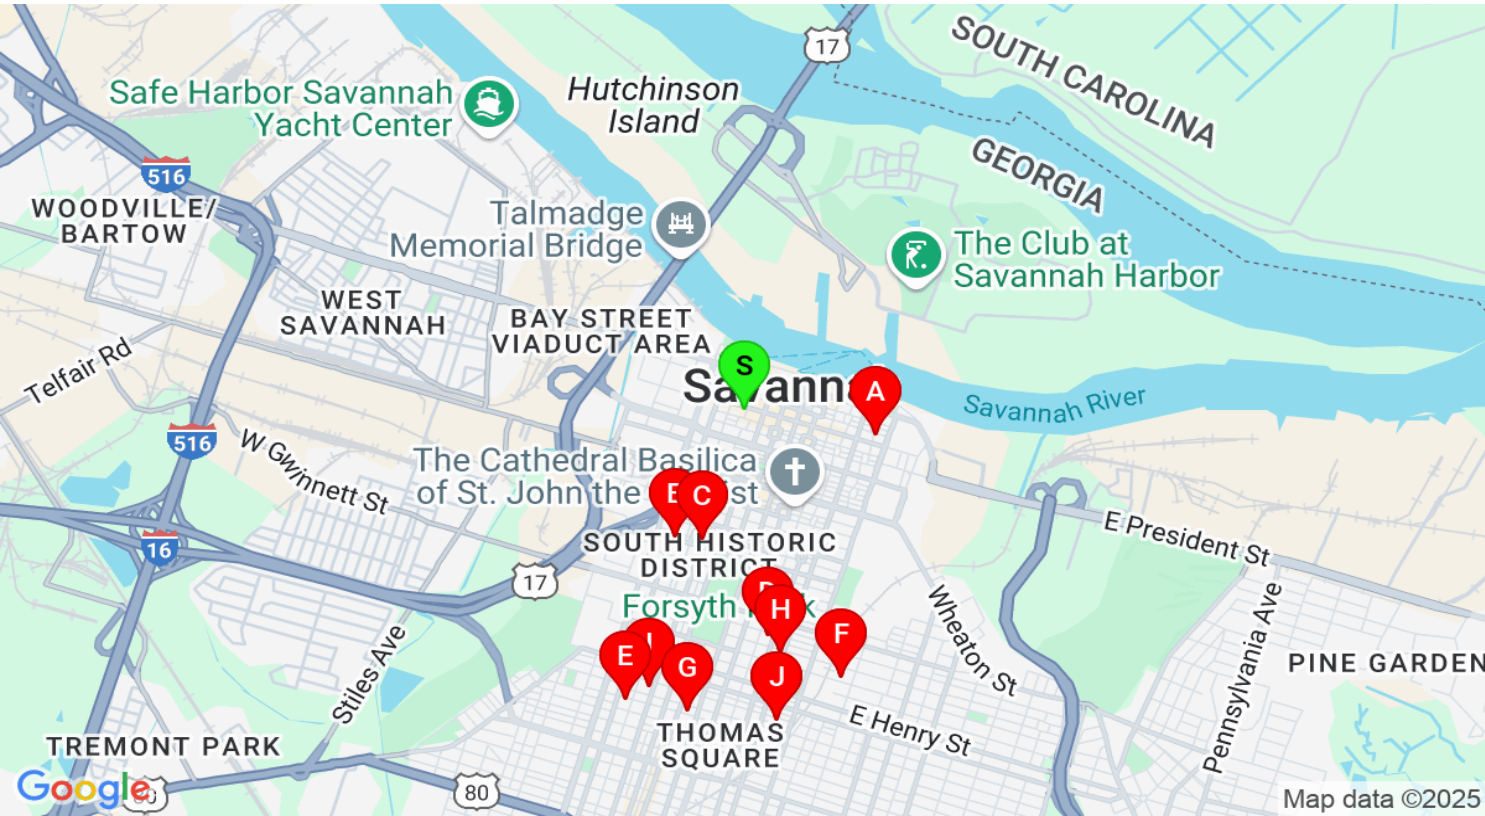 17
SOUTH CAROLINA
Safe Harbor Savannah
Yacht Center
Hutchinson
Island
GEORGIA
516
WOODVILLE/
BARTOW
Talmadge
Memorial Bridge
The Club at
Savannah Harbor
WEST
SAVANNAH
BAY STREET
VIADUCT AREA
Telfair Rd
S
A
Savannah River
516
W Gwinnett St
The Cathedral Basilica
of St. John the
C
E President St
16
SOUTH HISTORIC
DISTRICT
17
Forsyth
H
F
Wheaton St
Pennsylvania Ave
E
G
J
Stiles Ave
PINE GARDEN
E Henry St
THOMAS
SQUARE
TREMONT PARK
Google
80
80
Map data ©2025